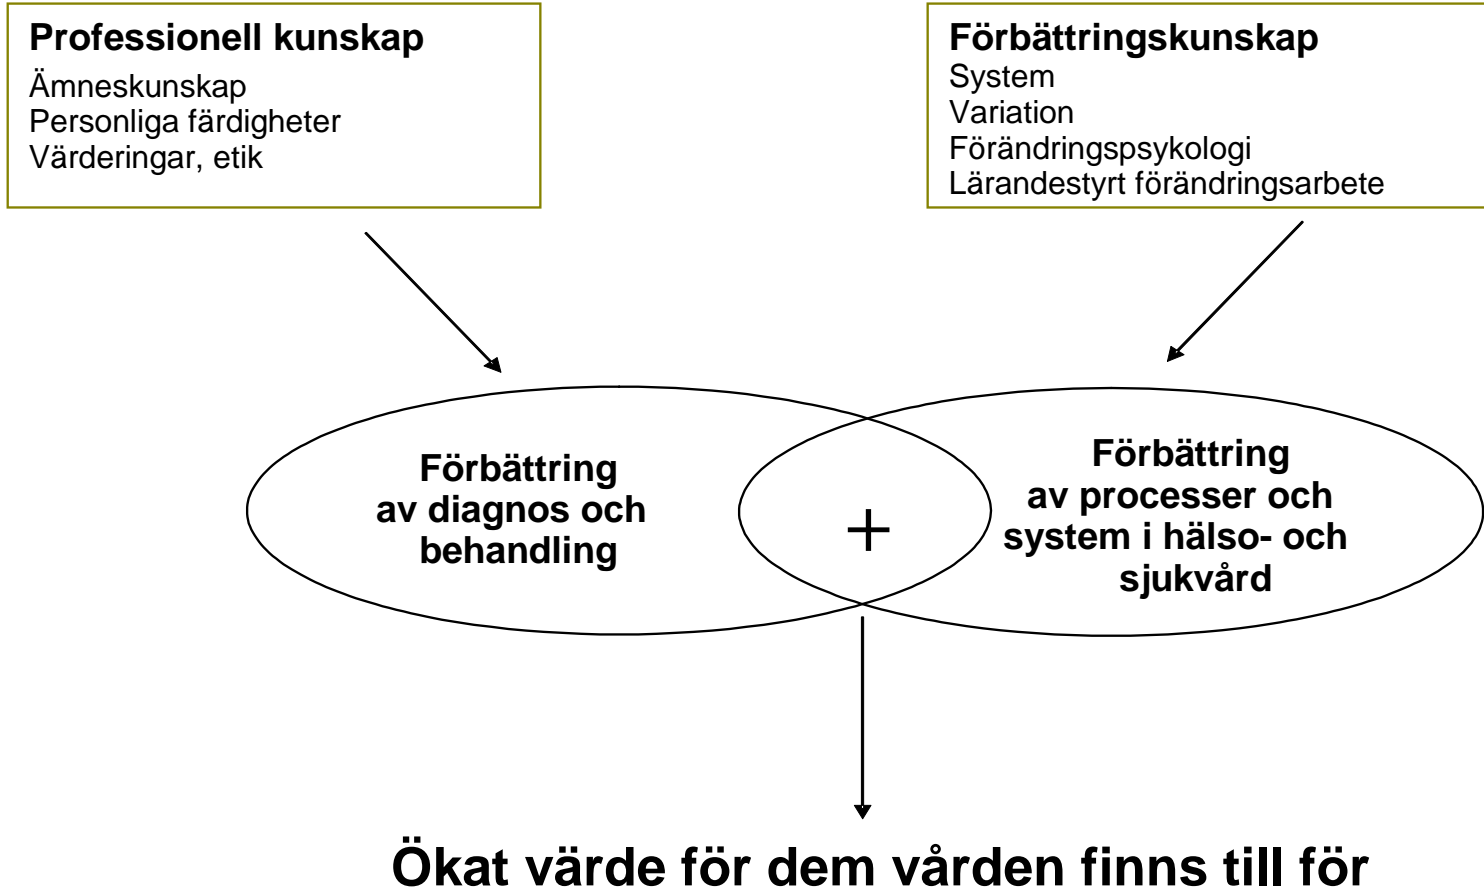 Professionell kunskap
Ämneskunskap
Personliga färdigheter
Värderingar, etik
Förbättringskunskap
System
Variation
Förändringspsykologi
Lärandestyrt förändringsarbete
Förbättring
av diagnos och
behandling
+
Förbättring
av processer och
system i hälso- och
sjukvård
Ökat värde för dem vården finns till för